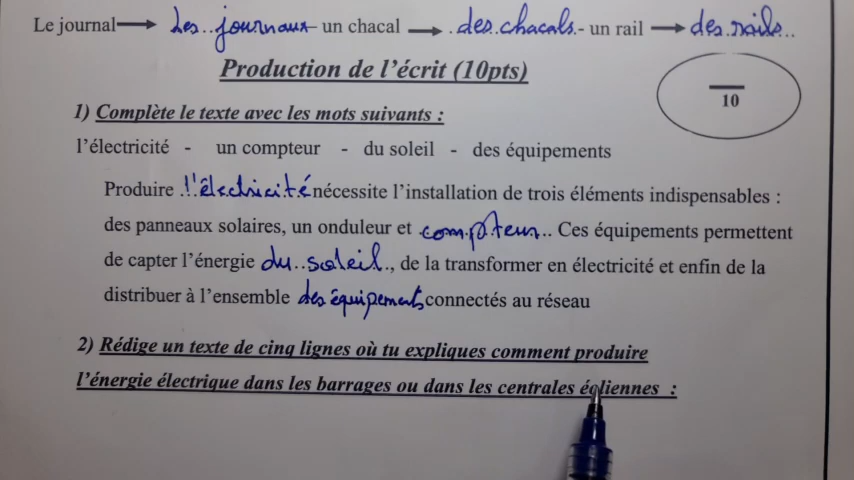 Le journal → Les journaux - un chacal → des chacals - un rail → des rails
Production de l'écrit (10pts)
10
1) Complète le texte avec les mots suivants :
l'électricité - un compteur - du soleil - des équipements
Produire l'électricité nécessite l'installation de trois éléments indispensables :
des panneaux solaires, un onduleur et compteur.. Ces équipements permettent
de capter l'énergie du soleil, de la transformer en électricité et enfin de la
distribuer à l'ensemble des équipements connectés au réseau
2) Rédige un texte de cinq lignes où tu expliques comment produire
l'énergie électrique dans les barrages ou dans les centrales éoliennes :